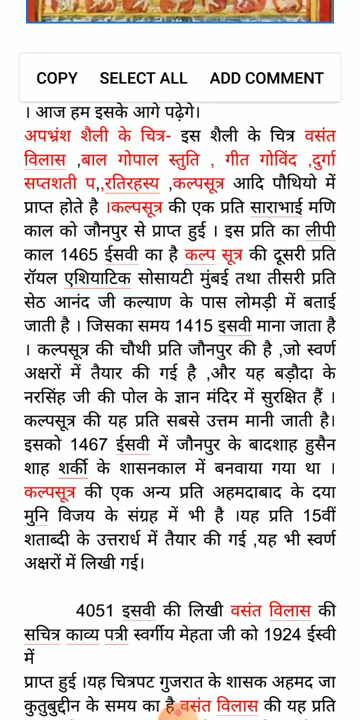 COPY SELECT ALL ADD COMMENT
। आज हम इसके आगे पढ़ेगे।
अपभ्रंश शैली के चित्र- इस शैली के चित्र वसंत
विलास ,बाल गोपाल स्तुति , गीत गोविंद ,दुर्गा
सप्तशती प,,रतिरहस्य ,कल्पसूत्र आदि पौथियो में
प्राप्त होते है ।कल्पसूत्र की एक प्रति साराभाई मणि
काल को जौनपुर से प्राप्त हुई । इस प्रति का लीपी
काल 1465 ईसवी का है कल्प सूत्र की दूसरी प्रति
रॉयल एशियाटिक सोसायटी मुंबई तथा तीसरी प्रति
सेठ आनंद जी कल्याण के पास लोमड़ी में बताई
जाती है । जिसका समय 1415 इसवी माना जाता है
। कल्पसूत्र की चौथी प्रति जौनपुर की है ,जो स्वर्ण
अक्षरों में तैयार की गई है ,और यह बड़ौदा के
नरसिंह जी की पोल के ज्ञान मंदिर में सुरक्षित हैं ।
कल्पसूत्र की यह प्रति सबसे उत्तम मानी जाती है।
इसको 1467 ईसवी में जौनपुर के बादशाह हुसैन
शाह शर्की के शासनकाल में बनवाया गया था ।
कल्पसूत्र की एक अन्य प्रति अहमदाबाद के दया
मुनि विजय के संग्रह में भी है ।यह प्रति 15वीं
शताब्दी के उत्तरार्ध में तैयार की गई ,यह भी स्वर्ण
अक्षरों में लिखी गई।
4051 इसवी की लिखी वसंत विलास की
सचित्र काव्य पत्री स्वर्गीय मेहता जी को 1924 ईस्वी
में
प्राप्त हुई ।यह चित्रपट गुजरात के शासक अहमद जा
कुतुबुद्दीन के समय का है वसंत विलास की यह प्रति